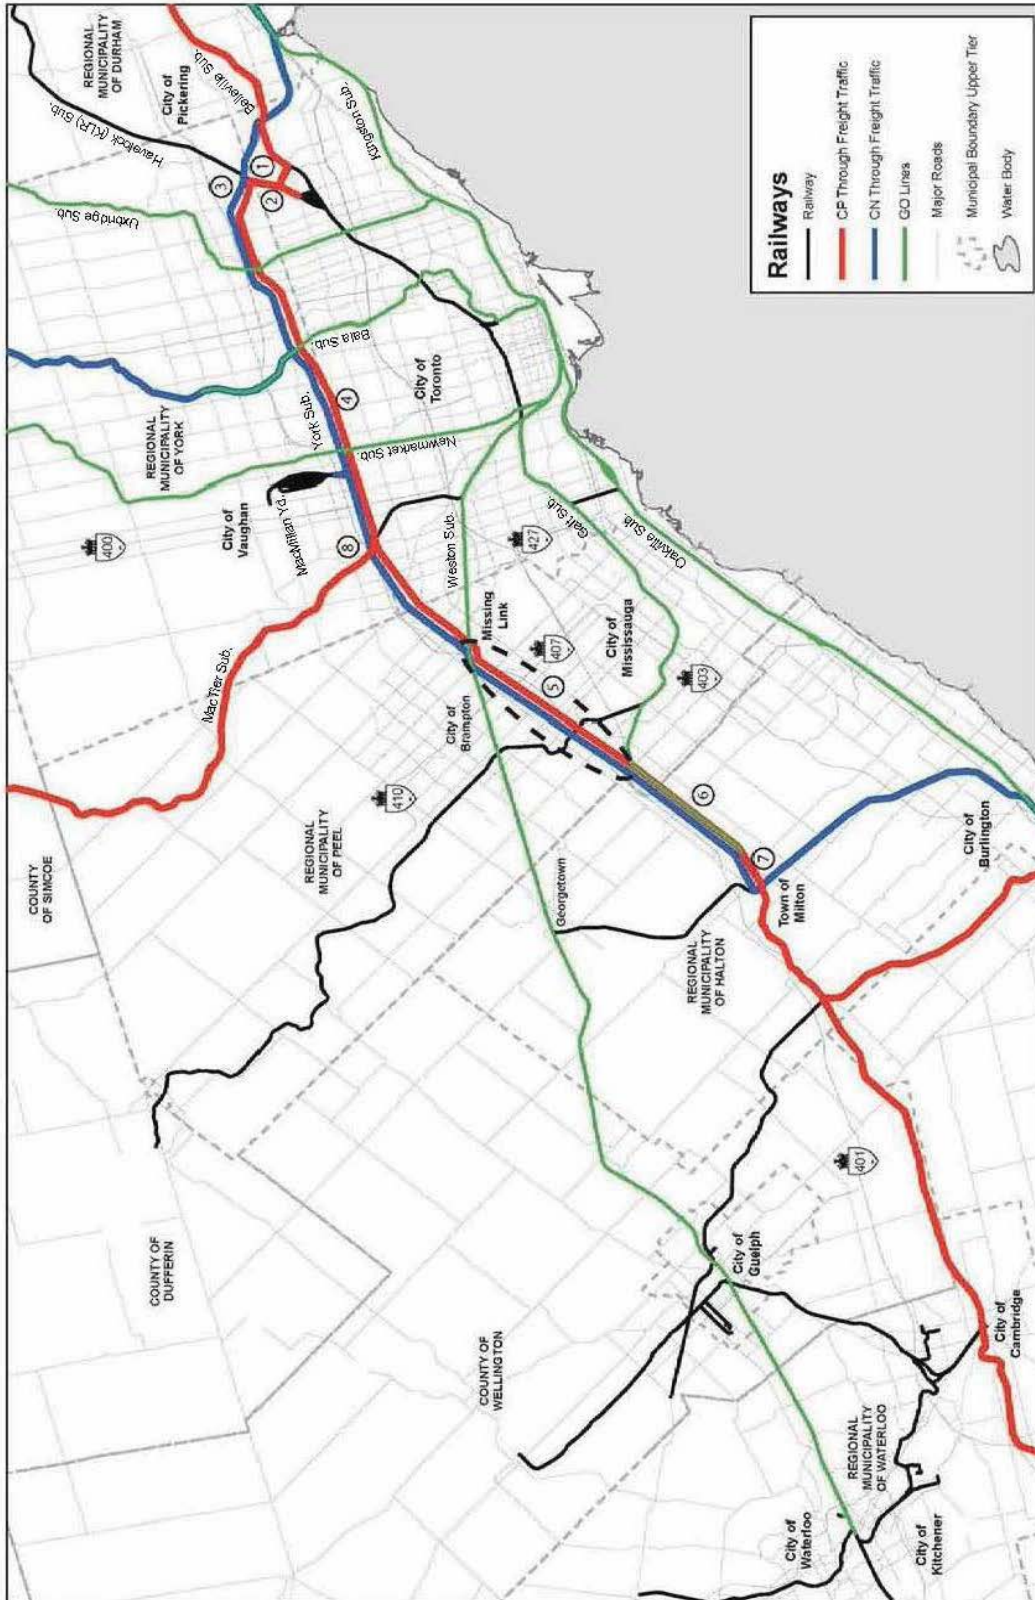 REGIONAL
MUNICIPALITY
OF DURHAM
City of
Pickering
Belleville Sub.
Havelock (KLR) Sub.
Kingston Sub.
Uxbridge Sub.
1
2
3
Bala Sub.
City of
Toronto
4
York Sub.
REGIONAL
MUNICIPALITY
OF YORK
Newmarket Sub.
City of
Vaughan
MacMillan Yd.
400
8
Weston Sub.
427
Galt Sub.
Oakville Sub.
Missing
Link
407
City of
Mississauga
5
403
MacTier Sub.
City of
Brampton
410
6
COUNTY
OF SIMCOE
REGIONAL
MUNICIPALITY
OF PEEL
Georgetown
7
Town of
Milton
City of
Burlington
REGIONAL
MUNICIPALITY
OF HALTON
401
COUNTY OF
DUFFERIN
City of
Guelph
COUNTY OF
WELLINGTON
City of
Cambridge
REGIONAL
MUNICIPALITY
OF WATERLOO
City of
Waterloo
City of
Kitchener
Railways
Railway
CP Through Freight Traffic
CN Through Freight Traffic
GO Lines
Major Roads
Municipal Boundary Upper Tier
Water Body